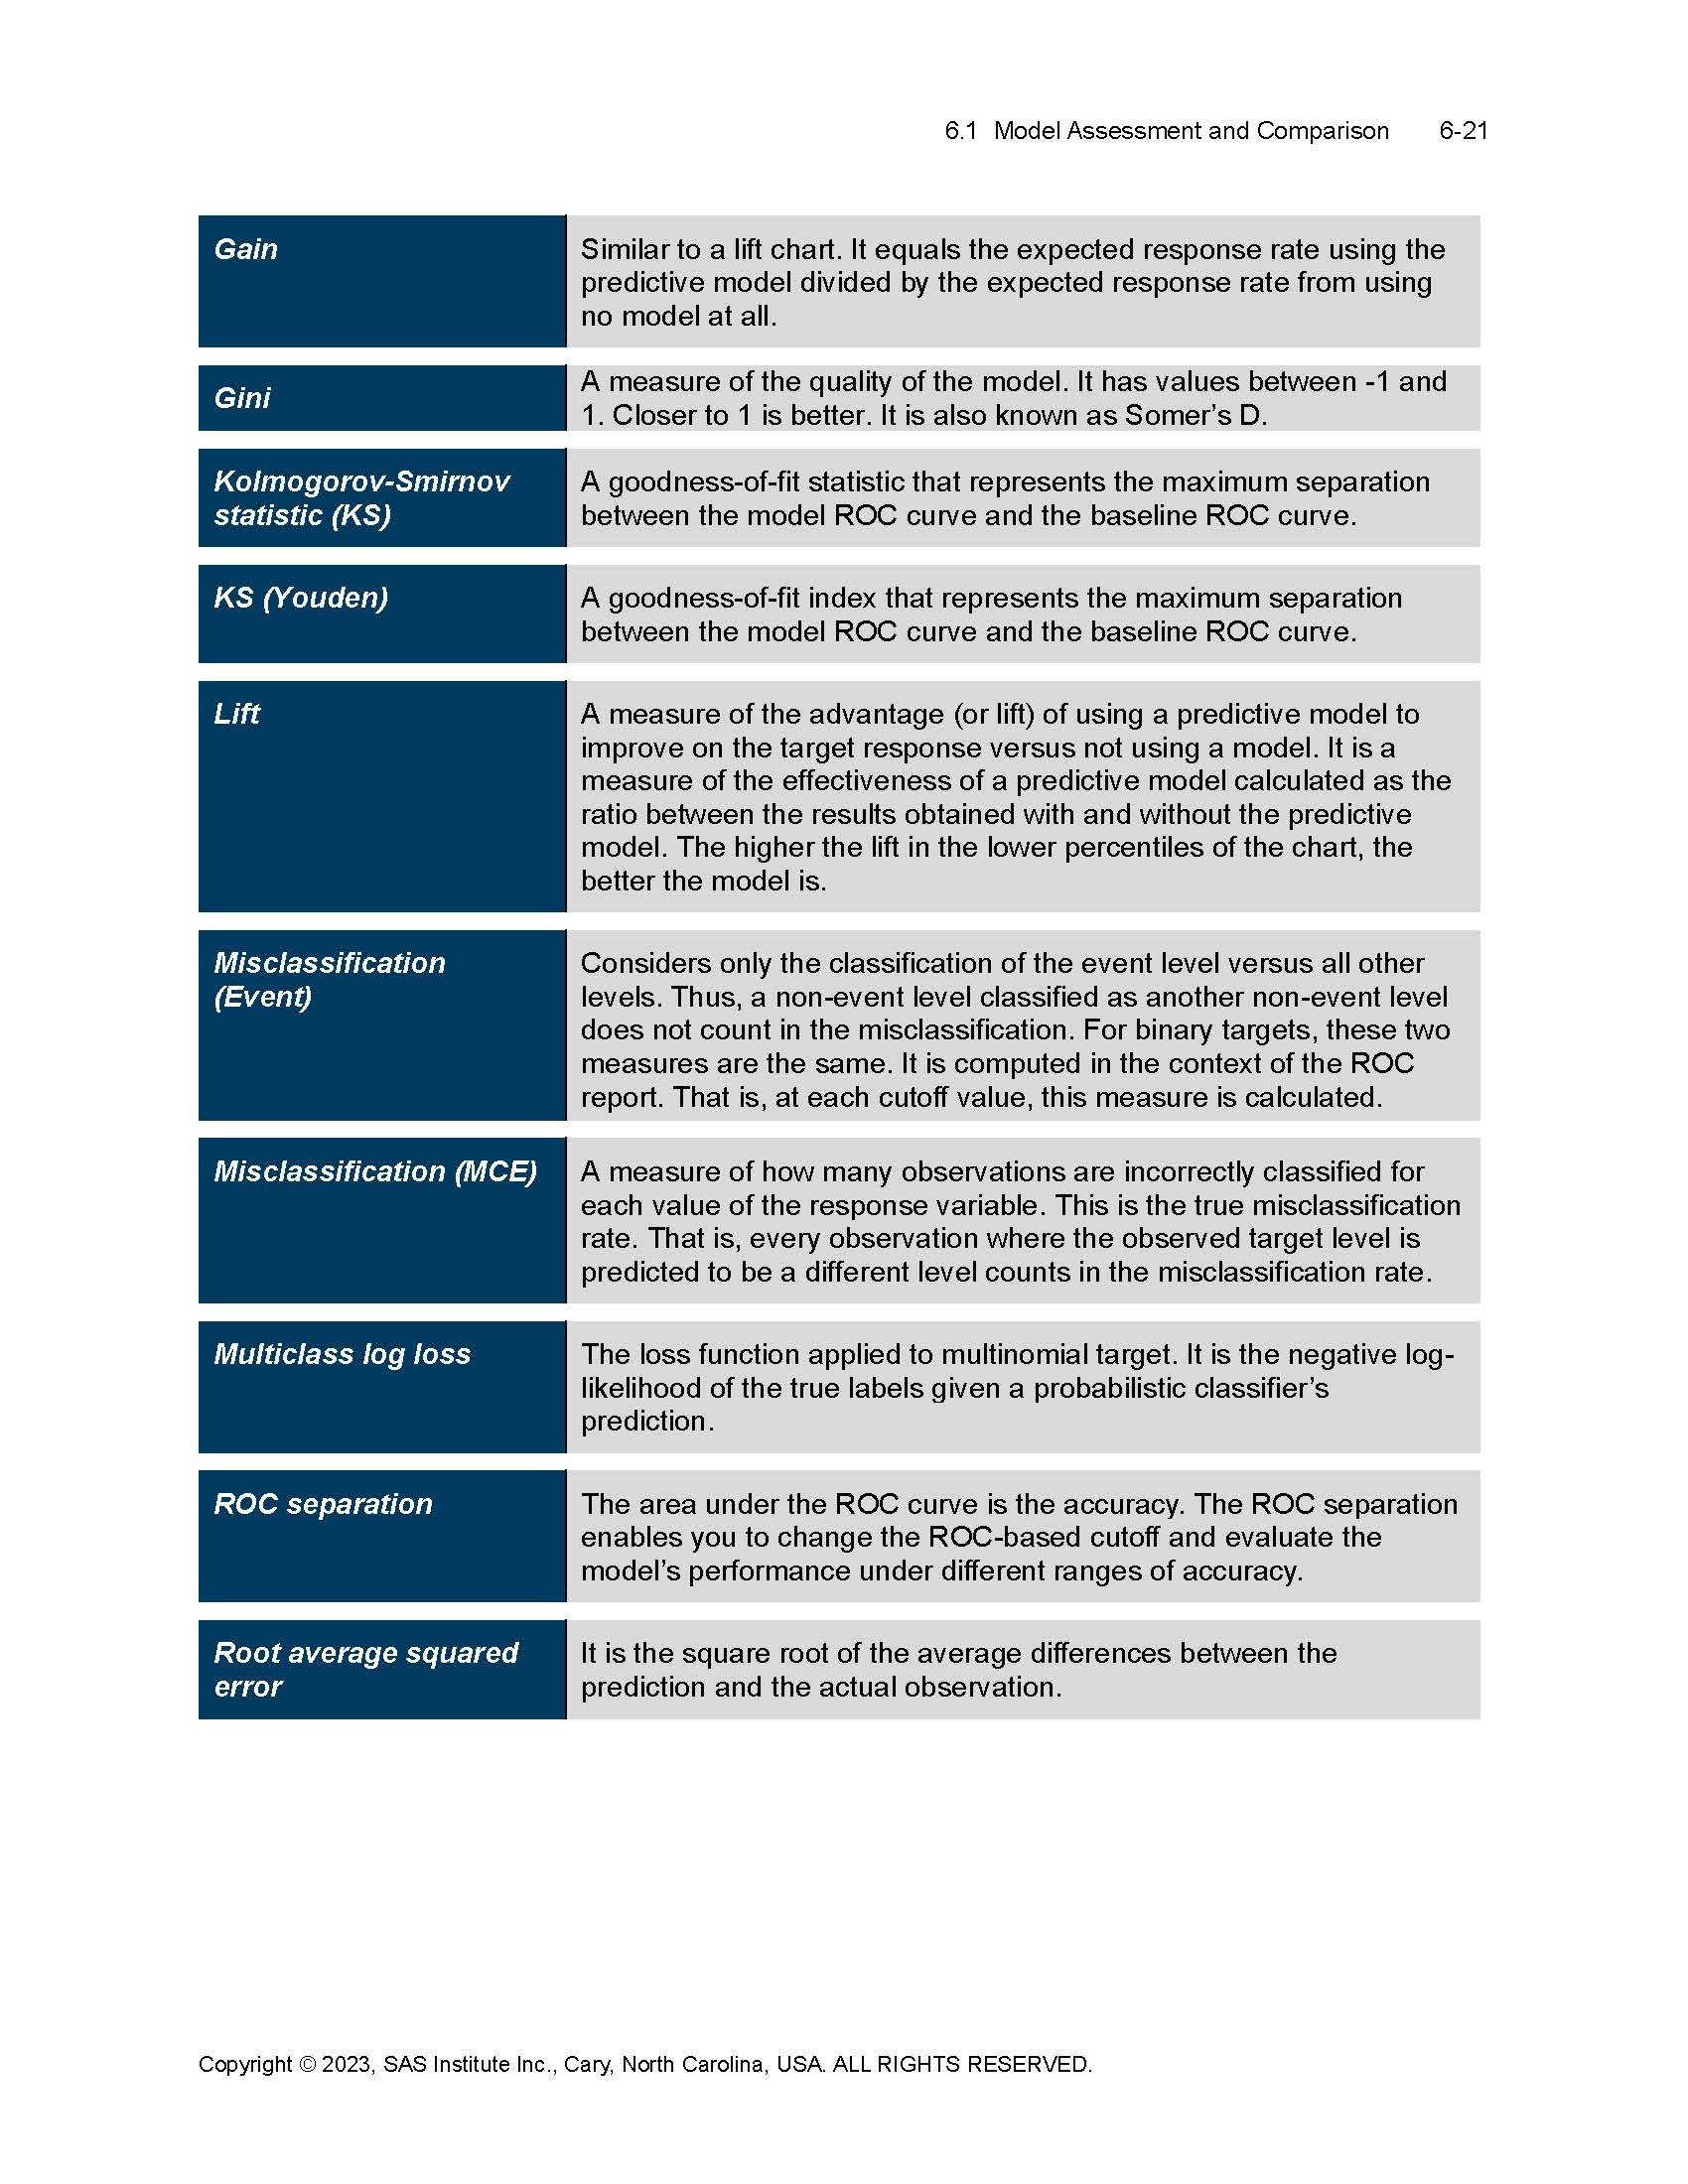 6.1 Model Assessment and Comparison 6-21
Gain
Similar to a lift chart. It equals the expected response rate using the
predictive model divided by the expected response rate from using
no model at all.
Gini
A measure of the quality of the model. It has values between -1 and
1. Closer to 1 is better. It is also known as Somer’s D.
Kolmogorov-Smirnov
statistic (KS)
A goodness-of-fit statistic that represents the maximum separation
between the model ROC curve and the baseline ROC curve.
KS (Youden)
A goodness-of-fit index that represents the maximum separation
between the model ROC curve and the baseline ROC curve.
Lift
A measure of the advantage (or lift) of using a predictive model to
improve on the target response versus not using a model. It is a
measure of the effectiveness of a predictive model calculated as the
ratio between the results obtained with and without the predictive
model. The higher the lift in the lower percentiles of the chart, the
better the model is.
Misclassification
(Event)
Considers only the classification of the event level versus all other
levels. Thus, a non-event level classified as another non-event level
does not count in the misclassification. For binary targets, these two
measures are the same. It is computed in the context of the ROC
report. That is, at each cutoff value, this measure is calculated.
Misclassification (MCE)
A measure of how many observations are incorrectly classified for
each value of the response variable. This is the true misclassification
rate. That is, every observation where the observed target level is
predicted to be a different level counts in the misclassification rate.
Multiclass log loss
The loss function applied to multinomial target. It is the negative log-
likelihood of the true labels given a probabilistic classifier’s
prediction.
ROC separation
The area under the ROC curve is the accuracy. The ROC separation
enables you to change the ROC-based cutoff and evaluate the
model’s performance under different ranges of accuracy.
Root average squared
error
It is the square root of the average differences between the
prediction and the actual observation.
Copyright © 2023, SAS Institute Inc., Cary, North Carolina, USA. ALL RIGHTS RESERVED.